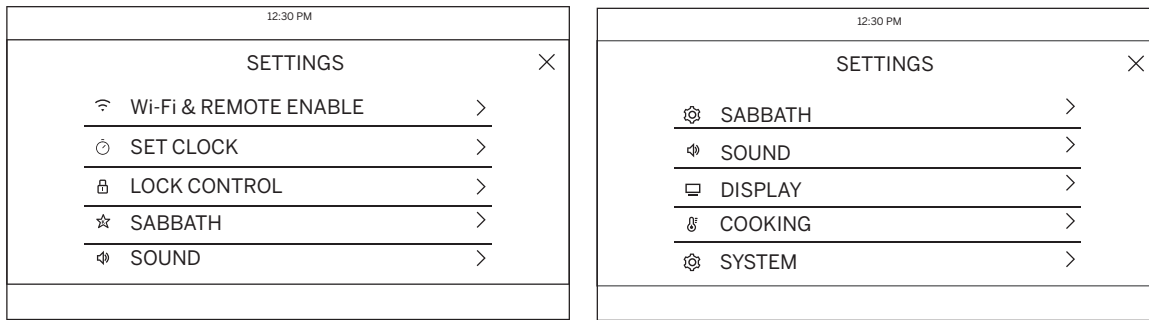 12:30 PM
SETTINGS
Wi-Fi & REMOTE ENABLE
SET CLOCK
LOCK CONTROL
SABBATH
SOUND
12:30 PM
SETTINGS
SABBATH
SOUND
DISPLAY
COOKING
SYSTEM